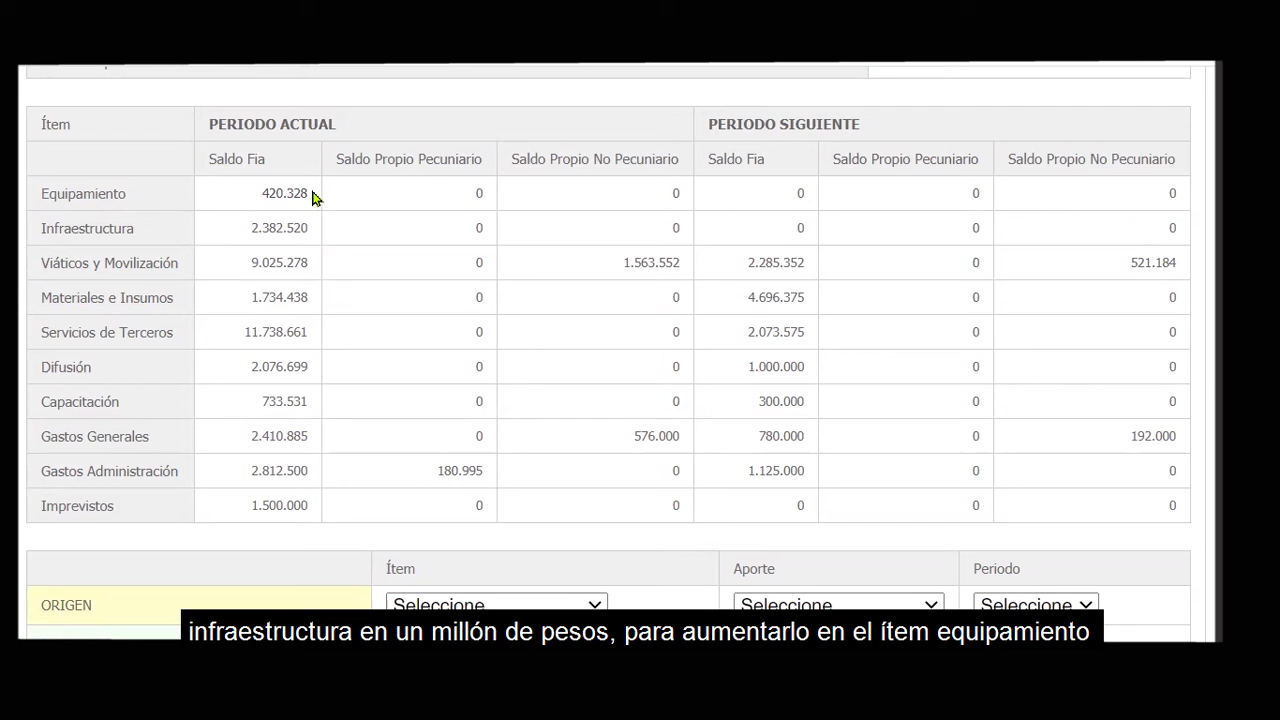 Ítem PERIODO ACTUAL PERIODO SIGUIENTE
Saldo Fia Saldo Propio Pecuniario Saldo Propio No Pecuniario Saldo Fia Saldo Propio Pecuniario Saldo Propio No Pecuniario
Equipamiento 420.328 0 0 0 0 0
Infraestructura 2.382.520 0 0 0 0 0
Viáticos y Movilización 9.025.278 0 1.563.552 2.285.352 0 521.184
Materiales e Insumos 1.734.438 0 0 4.696.375 0 0
Servicios de Terceros 11.738.661 0 0 2.073.575 0 0
Difusión 2.076.699 0 0 1.000.000 0 0
Capacitación 733.531 0 0 300.000 0 0
Gastos Generales 2.410.885 0 576.000 780.000 0 192.000
Gastos Administración 2.812.500 180.995 0 1.125.000 0 0
Imprevistos 1.500.000 0 0 0 0 0
Ítem Aporte Periodo
ORIGEN Seleccione Seleccione Seleccione
infraestructura en un millón de pesos, para aumentarlo en el ítem equipamiento